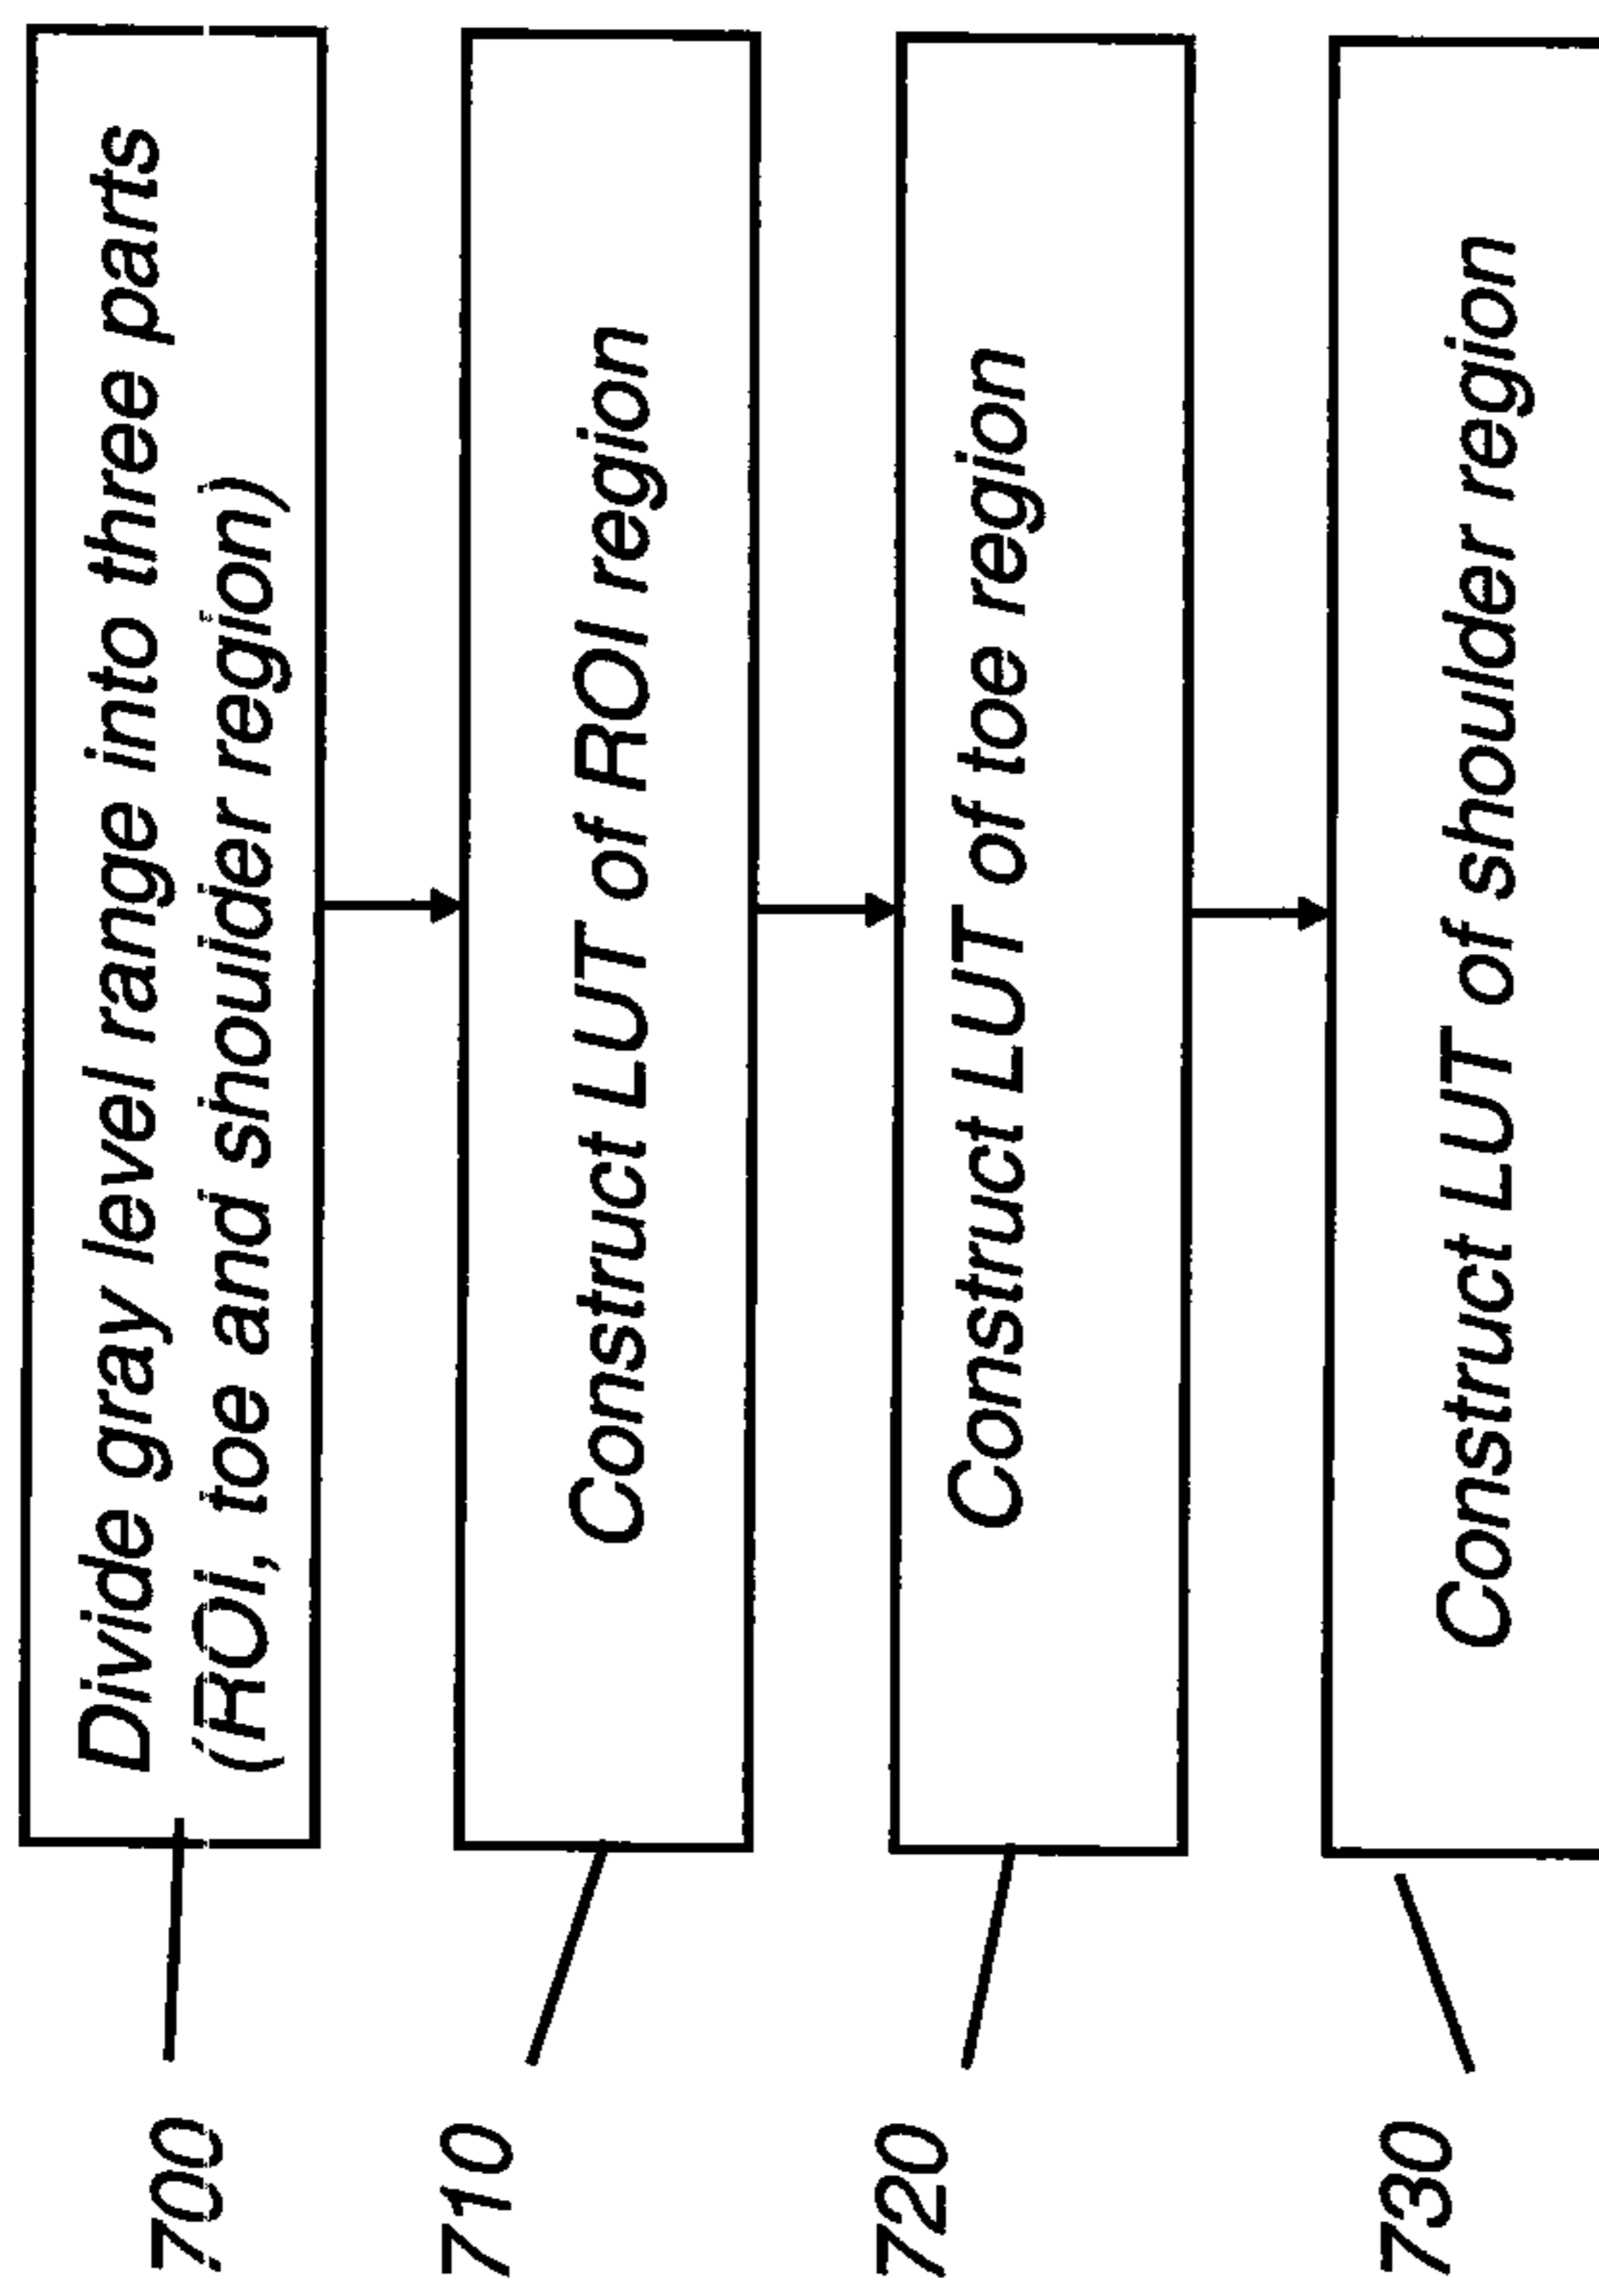 700
Divide gray level range into three parts
(ROI, toe and shoulder region)
710
Construct LUT of ROI region
720
Construct LUT of toe region
730
Construct LUT of shoulder region